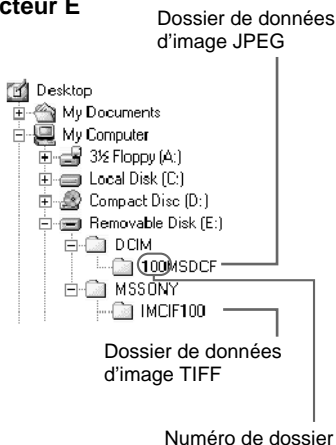 cteur E
Dossier de données
d'image JPEG
Desktop
My Documents
My Computer
3½ Floppy (A:)
Local Disk (C:)
Compact Disc (D:)
Removable Disk (E:)
DCIM
100MSDCF
MSSONY
IMCIF100
Dossier de données
d'image TIFF
Numéro de dossier